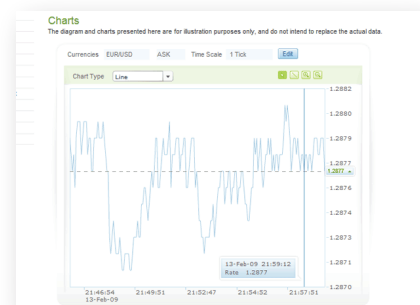 Charts
The diagram and charts presented here are for illustration purposes only, and do not intend to replace the actual data.
Currencies EUR/USD ASK Time Scale 1 Tick Edit
Chart Type Line
1.2882
1.2880
1.2879
1.2877
1.2877
1.2876
1.2874
1.2873
1.2871
1.2870
13-Feb-09 21:59:12
Rate 1.2877
21:46:54 21:49:51 21:52:47 21:54:52 21:57:51
13-Feb-09